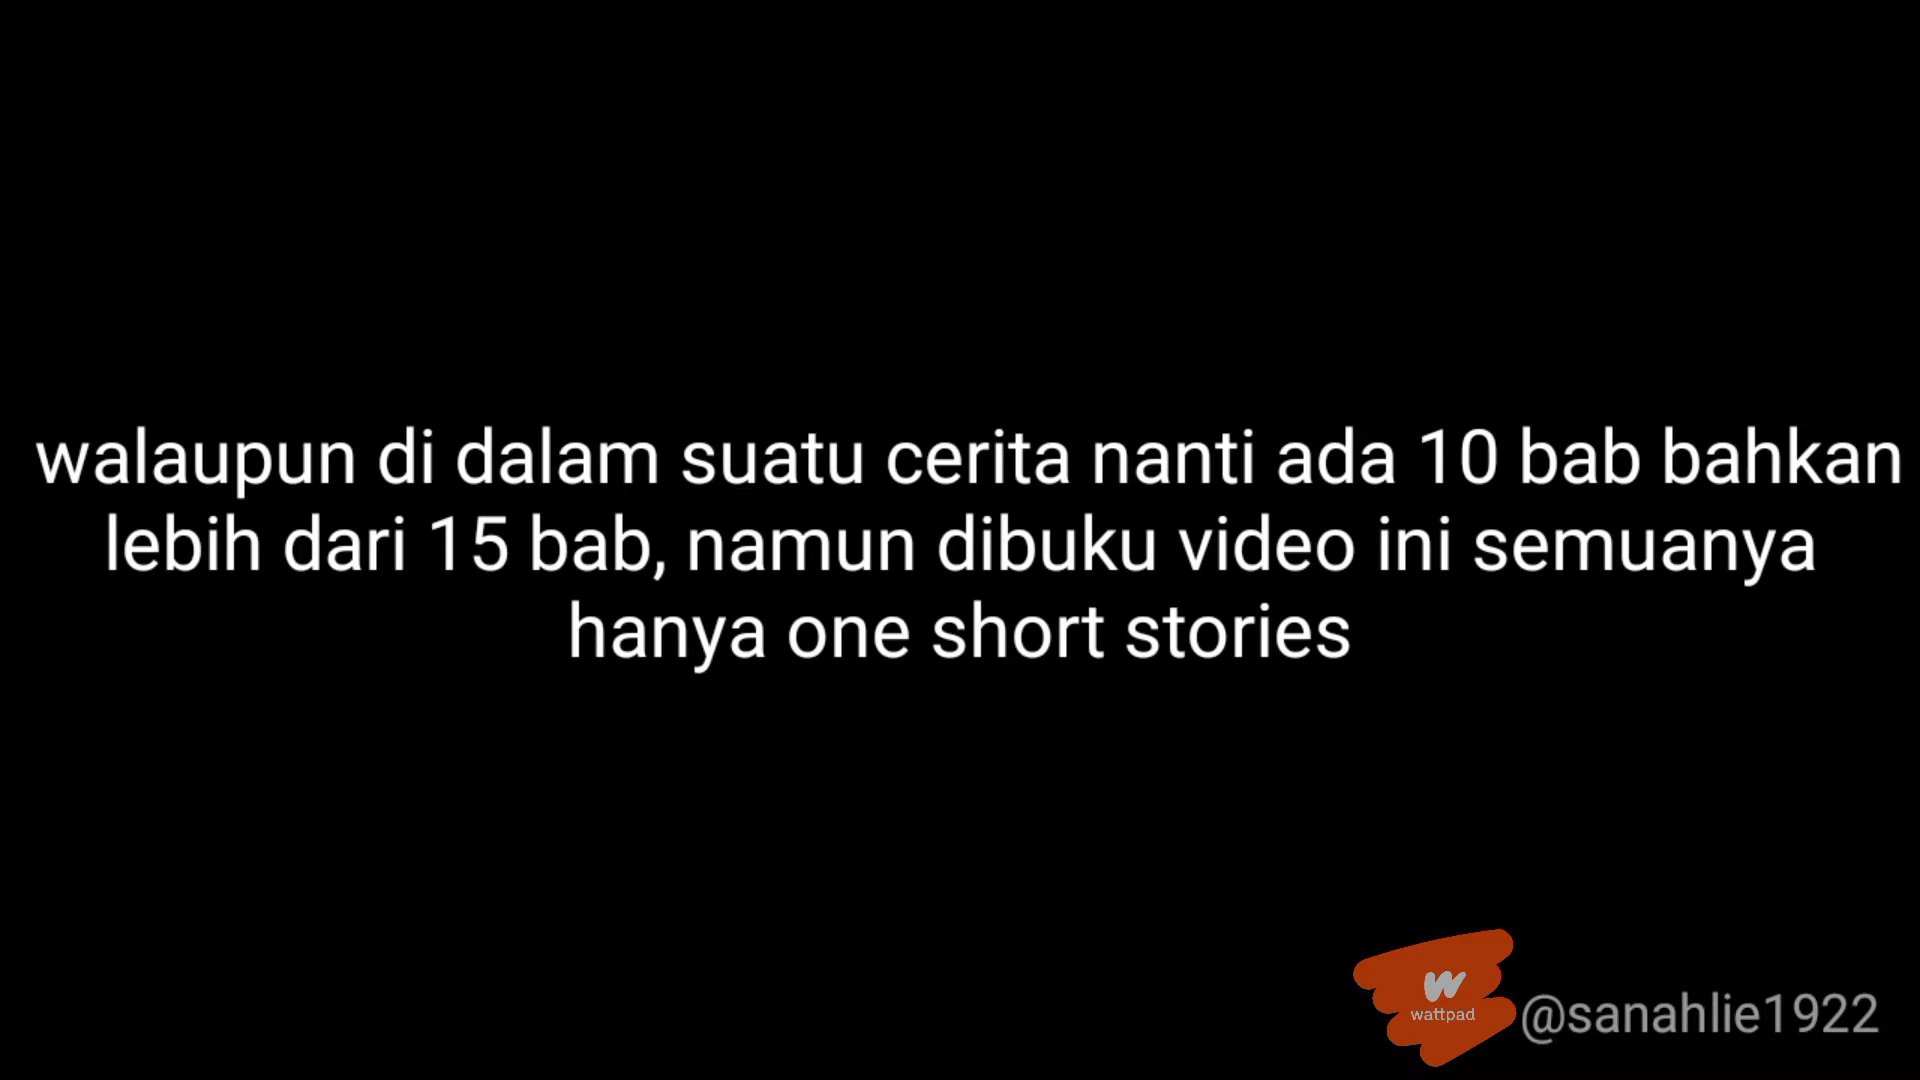 walaupun di dalam suatu cerita nanti ada 10 bab bahkan
lebih dari 15 bab, namun dibuku video ini semuanya
hanya one short stories
w
wattpad
@sanahlie1922